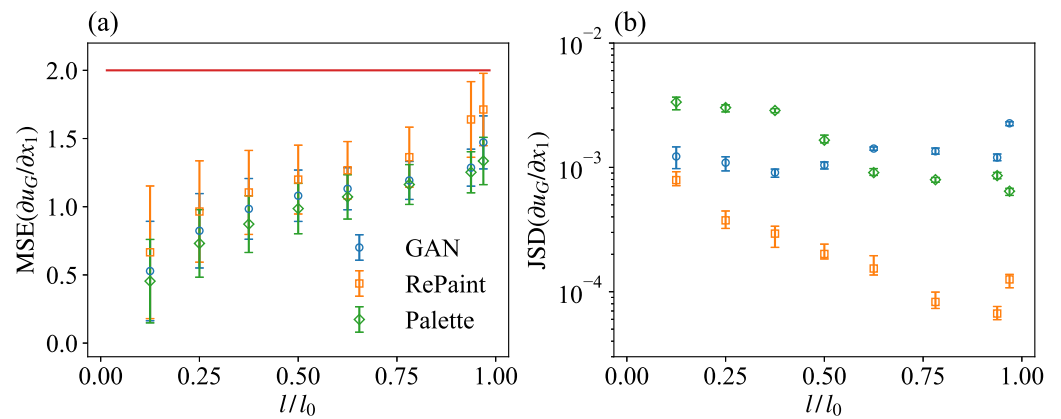 (a)
MSE(∂u_G/∂x_1)
2.0
1.5
1.0
0.5
0.0
GAN
RePaint
Palette
0.00 0.25 0.50 0.75 1.00
l/l_0
(b)
JSD(∂u_G/∂x_1)
10^{-2}
10^{-3}
10^{-4}
0.00 0.25 0.50 0.75 1.00
l/l_0